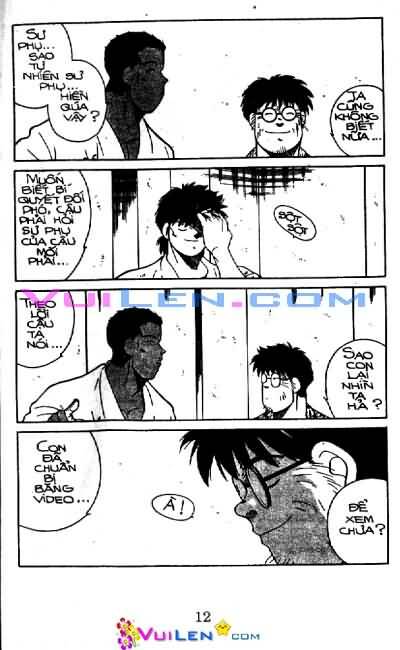 SƯ
PHỤ...
SAO
TỰ
NHIÊN SƯ
PHỤ...
HIỀN
QÚA
VẬY?
TA
CŨNG
KHÔNG
BIẾT
NỮA...
MUỐN
BIẾT BÍ
QUYẾT ĐỐI
PHÓ, CẬU
PHẢI HỎI
SƯ PHỤ
CỦA CẬU
MỚI
PHẢI...
SỘT
SỘT
VUILEN.COM
THEO
LỜI
CẬU
TA
NÓI...
SAO
CON
LẠI
NHÌN
TA
HẢ?
CON
ĐÃ
CHUẨN
BỊ
BĂNG
VIDEO...
À!
ĐỂ
XEM
CHƯA?
12
VUILEN.COM